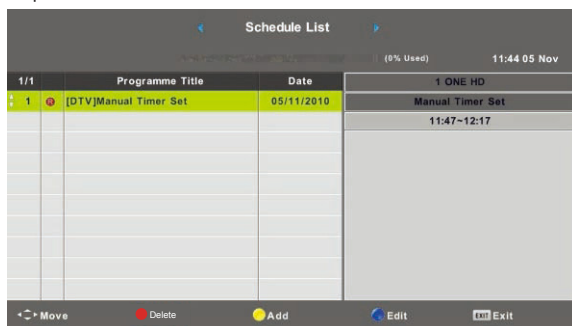 Schedule List
(0% Used) 11:44 05 Nov
1/1 Programme Title Date 1 ONE HD
1 R [DTV]Manual Timer Set 05/11/2010 Manual Timer Set
11:47~12:17
Move Delete Add Edit EXIT Exit